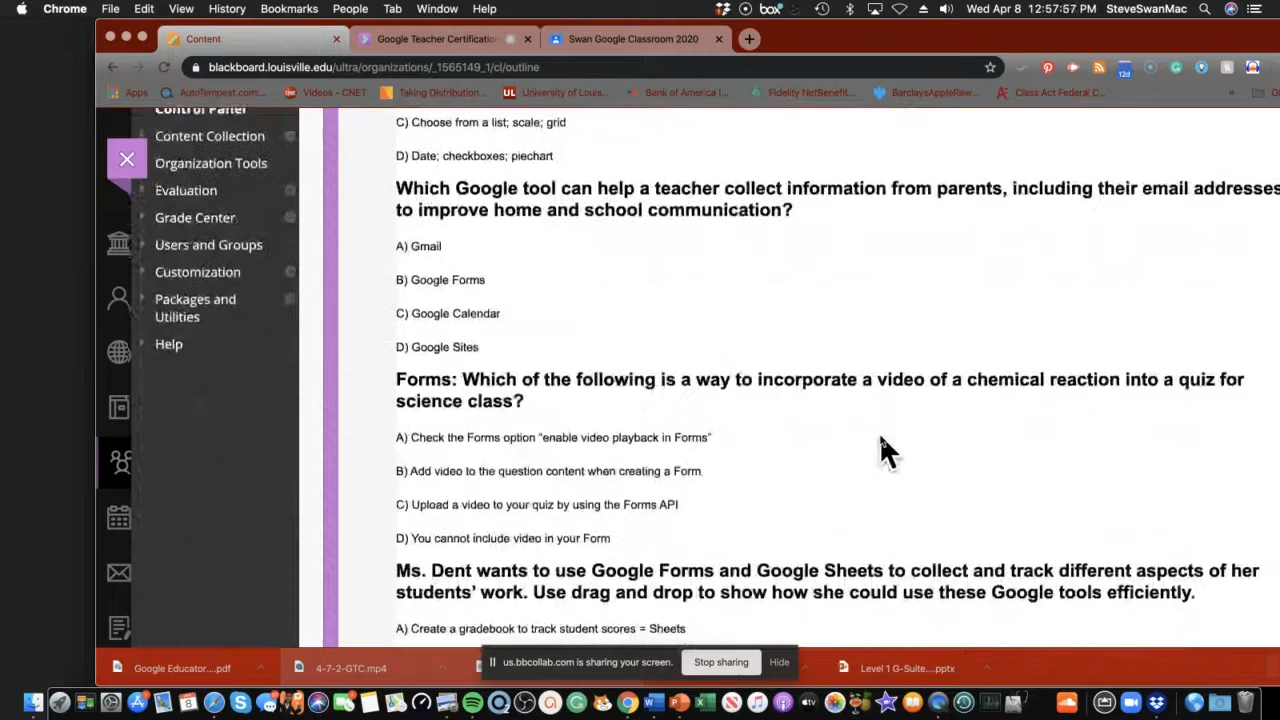 Chrome File Edit View History Bookmarks People Tab Window Help
box Wed Apr 8 12:57:57 PM SteveSwanMac
Content
Google Teacher Certification
Swan Google Classroom 2020
blackboard.louisville.edu/ultra/organizations/_1565149_1/cl/outline
12d
Apps AutoTempest.com:... Videos - CNET Taking Distribution... UL University of Louis... Bank of America I... Fidelity NetBenefit... BarclaysAppleRew... Class Act Federal C...
Control Panel
Content Collection
Organization Tools
Evaluation
Grade Center
Users and Groups
Customization
Packages and
Utilities
Help
C) Choose from a list; scale; grid
D) Date; checkboxes; piechart
Which Google tool can help a teacher collect information from parents, including their email addresses
to improve home and school communication?
A) Gmail
B) Google Forms
C) Google Calendar
D) Google Sites
Forms: Which of the following is a way to incorporate a video of a chemical reaction into a quiz for
science class?
A) Check the Forms option “enable video playback in Forms”
B) Add video to the question content when creating a Form
C) Upload a video to your quiz by using the Forms API
D) You cannot include video in your Form
Ms. Dent wants to use Google Forms and Google Sheets to collect and track different aspects of her
students’ work. Use drag and drop to show how she could use these Google tools efficiently.
A) Create a gradebook to track student scores = Sheets
us.bbcollab.com is sharing your screen. Stop sharing Hide
Google Educator....pdf
4-7-2-GTC.mp4
Level 1 G-Suite....pptx